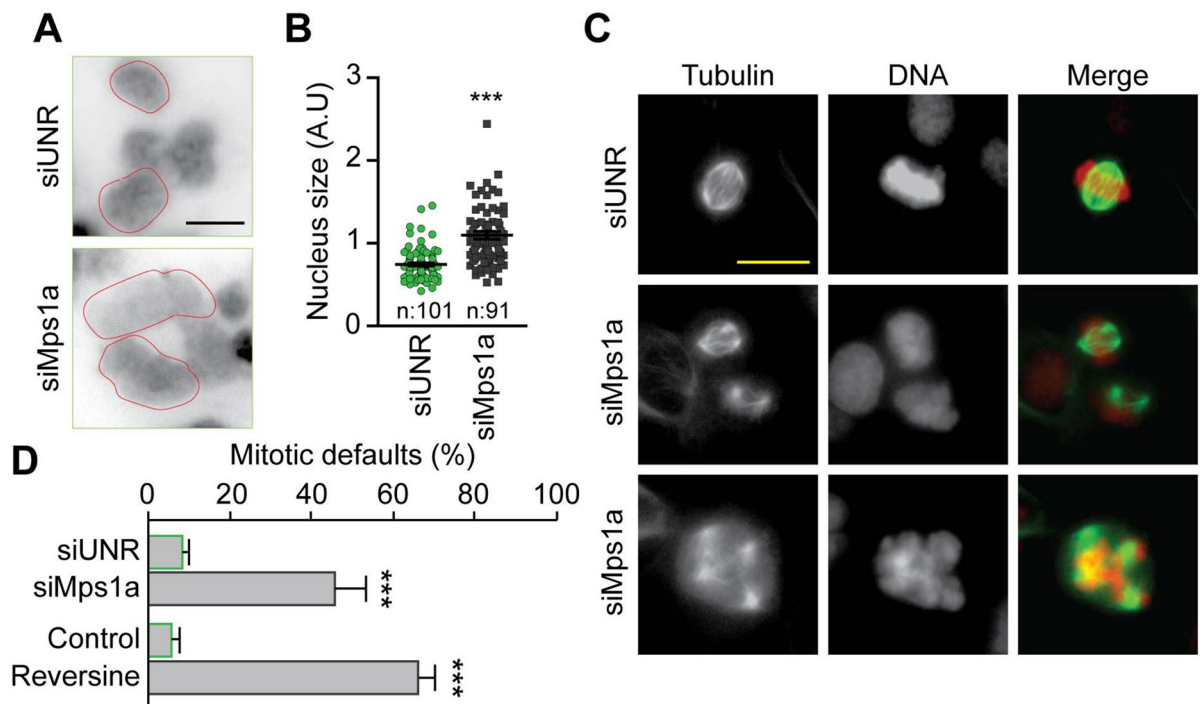 A
siUNR
siMps1a
B
Nucleus size (A.U)
3
2
1
0
***
n:101
n:91
siUNR
siMps1a
C
Tubulin
DNA
Merge
siUNR
siMps1a
siMps1a
D
Mitotic defaults (%)
0
20
40
60
80
100
siUNR
siMps1a
***
Control
Reversine
***